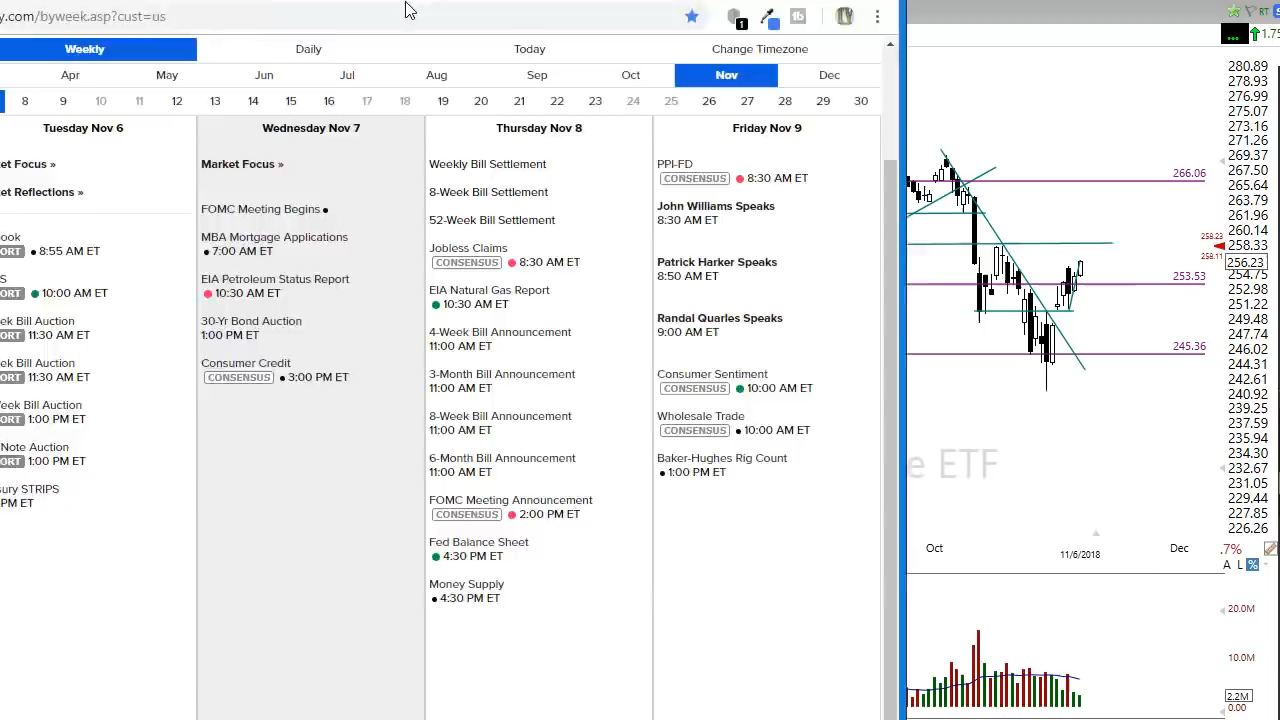 y.com/byweek.asp?cust=us
1
Weekly Daily Today Change Timezone
Apr May Jun Jul Aug Sep Oct Nov Dec
8 9 10 11 12 13 14 15 16 17 18 19 20 21 22 23 24 25 26 27 28 29 30
Tuesday Nov 6
et Focus »
et Reflections »
ook
ORT 8:55 AM ET
S
ORT 10:00 AM ET
ek Bill Auction
ORT 11:30 AM ET
ek Bill Auction
ORT 11:30 AM ET
Week Bill Auction
ORT 1:00 PM ET
Note Auction
ORT 1:00 PM ET
sury STRIPS
PM ET
Wednesday Nov 7
Market Focus »
FOMC Meeting Begins
MBA Mortgage Applications
7:00 AM ET
EIA Petroleum Status Report
10:30 AM ET
30-Yr Bond Auction
1:00 PM ET
Consumer Credit
CONSENSUS 3:00 PM ET
Thursday Nov 8
Weekly Bill Settlement
8-Week Bill Settlement
52-Week Bill Settlement
Jobless Claims
CONSENSUS 8:30 AM ET
EIA Natural Gas Report
10:30 AM ET
4-Week Bill Announcement
11:00 AM ET
3-Month Bill Announcement
11:00 AM ET
8-Week Bill Announcement
11:00 AM ET
6-Month Bill Announcement
11:00 AM ET
FOMC Meeting Announcement
CONSENSUS 2:00 PM ET
Fed Balance Sheet
4:30 PM ET
Money Supply
4:30 PM ET
Friday Nov 9
PPI-FD
CONSENSUS 8:30 AM ET
John Williams Speaks
8:30 AM ET
Patrick Harker Speaks
8:50 AM ET
Randal Quarles Speaks
9:00 AM ET
Consumer Sentiment
CONSENSUS 10:00 AM ET
Wholesale Trade
CONSENSUS 10:00 AM ET
Baker-Hughes Rig Count
1:00 PM ET
RT
... 1.75
280.89
278.93
276.99
275.07
273.16
271.26
269.37
267.50
265.64
263.79
261.96
260.14
258.33
256.23
254.75
252.98
251.22
249.48
247.74
246.02
244.31
242.61
240.92
239.25
237.59
235.94
234.30
232.67
231.05
229.44
227.85
226.26
266.06
258.23
258.11
253.53
245.36
e ETF
Oct 11/6/2018 Dec .7%
A L %
20.0M
10.0M
2.2M
0.00